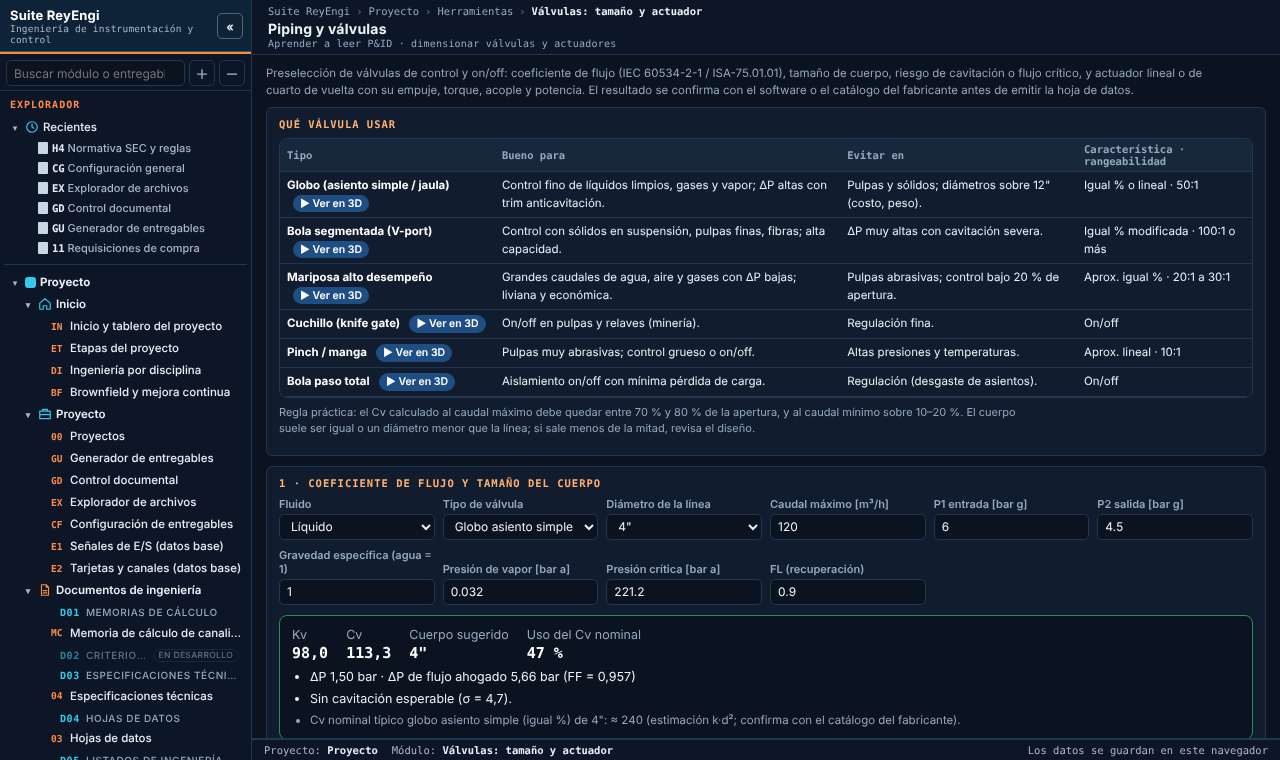 Suite ReyEngi
Ingeniería de instrumentación y
control
«
Buscar módulo o entregabl
+
−
EXPLORADOR
Recientes
H4 Normativa SEC y reglas
CG Configuración general
EX Explorador de archivos
GD Control documental
GU Generador de entregables
11 Requisiciones de compra
Proyecto
Inicio
IN Inicio y tablero del proyecto
ET Etapas del proyecto
DI Ingeniería por disciplina
BF Brownfield y mejora continua
Proyecto
00 Proyectos
GU Generador de entregables
GD Control documental
EX Explorador de archivos
CF Configuración de entregables
E1 Señales de E/S (datos base)
E2 Tarjetas y canales (datos base)
Documentos de ingeniería
D01 MEMORIAS DE CÁLCULO
MC Memoria de cálculo de canali...
D02 CRITERIO... EN DESARROLLO
D03 ESPECIFICACIONES TÉCNI...
04 Especificaciones técnicas
D04 HOJAS DE DATOS
03 Hojas de datos
D05 LISTADOS DE INGENIERÍA
Suite ReyEngi › Proyecto › Herramientas › Válvulas: tamaño y actuador
Piping y válvulas
Aprender a leer P&ID · dimensionar válvulas y actuadores
Preselección de válvulas de control y on/off: coeficiente de flujo (IEC 60534-2-1 / ISA-75.01.01), tamaño de cuerpo, riesgo de cavitación o flujo crítico, y actuador lineal o de
cuarto de vuelta con su empuje, torque, acople y potencia. El resultado se confirma con el software o el catálogo del fabricante antes de emitir la hoja de datos.
QUÉ VÁLVULA USAR
Tipo Bueno para Evitar en Característica ·
rangeabilidad
Globo (asiento simple / jaula) Control fino de líquidos limpios, gases y vapor; ΔP altas con Pulpas y sólidos; diámetros sobre 12" Igual % o lineal · 50:1
▶ Ver en 3D trim anticavitación. (costo, peso).
Bola segmentada (V-port) Control con sólidos en suspensión, pulpas finas, fibras; alta ΔP muy altas con cavitación severa. Igual % modificada · 100:1 o
▶ Ver en 3D capacidad. más
Mariposa alto desempeño Grandes caudales de agua, aire y gases con ΔP bajas; Pulpas abrasivas; control bajo 20 % de Aprox. igual % · 20:1 a 30:1
▶ Ver en 3D liviana y económica. apertura.
Cuchillo (knife gate) ▶ Ver en 3D On/off en pulpas y relaves (minería). Regulación fina. On/off
Pinch / manga ▶ Ver en 3D Pulpas muy abrasivas; control grueso o on/off. Altas presiones y temperaturas. Aprox. lineal · 10:1
Bola paso total ▶ Ver en 3D Aislamiento on/off con mínima pérdida de carga. Regulación (desgaste de asientos). On/off
Regla práctica: el Cv calculado al caudal máximo debe quedar entre 70 % y 80 % de la apertura, y al caudal mínimo sobre 10–20 %. El cuerpo
suele ser igual o un diámetro menor que la línea; si sale menos de la mitad, revisa el diseño.
1 · COEFICIENTE DE FLUJO Y TAMAÑO DEL CUERPO
Fluido Tipo de válvula Diámetro de la línea Caudal máximo [m³/h] P1 entrada [bar g] P2 salida [bar g]
Líquido Globo asiento simple 4" 120 6 4.5
Gravedad específica (agua =
1) Presión de vapor [bar a] Presión crítica [bar a] FL (recuperación)
1 0.032 221.2 0.9
Kv Cv Cuerpo sugerido Uso del Cv nominal
98,0 113,3 4" 47 %
• ΔP 1,50 bar · ΔP de flujo ahogado 5,66 bar (FF = 0,957)
• Sin cavitación esperable (σ = 4,7).
• Cv nominal típico globo asiento simple (igual %) de 4": ≈ 240 (estimación k·d²; confirma con el catálogo del fabricante).
Proyecto: Proyecto Módulo: Válvulas: tamaño y actuador Los datos se guardan en este navegador